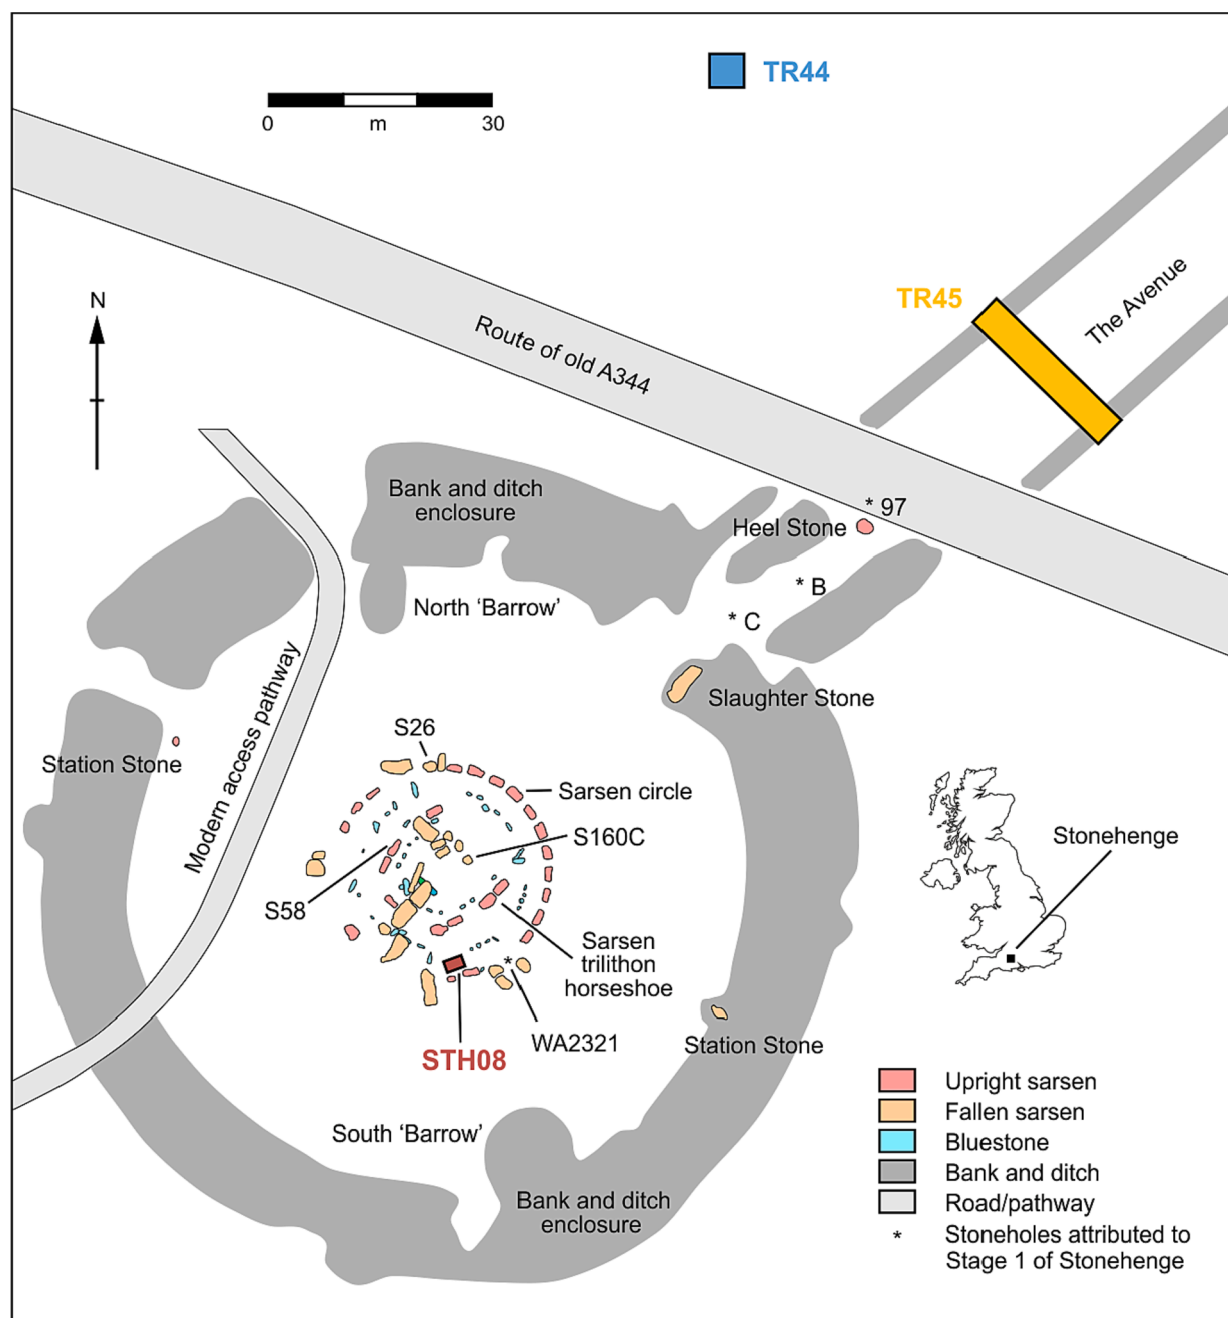 TR44
0 m 30
TR45
The Avenue
N
Route of old A344
Bank and ditch
enclosure
* 97
Heel Stone
* B
North ‘Barrow’
* C
Modern access pathway
Slaughter Stone
S26
Station Stone
Sarsen circle
S160C
Stonehenge
S58
Sarsen
trilithon
horseshoe
*
WA2321
STH08
Station Stone
South ‘Barrow’
Bank and ditch
enclosure
Upright sarsen
Fallen sarsen
Bluestone
Bank and ditch
Road/pathway
* Stoneholes attributed to
Stage 1 of Stonehenge